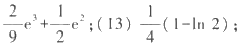 2/9 e³+1/2 e²;(13) 1/4(1-ln 2);